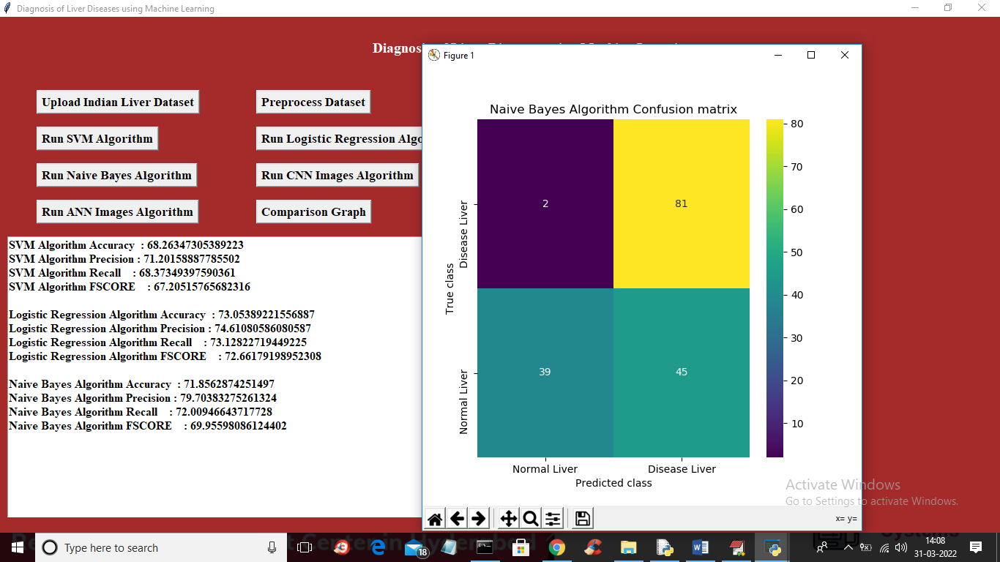 Diagnosis of Liver Diseases using Machine Learning
Figure 1
Upload Indian Liver Dataset
Preprocess Dataset
Run SVM Algorithm
Run Logistic Regression Algo
Run Naive Bayes Algorithm
Run CNN Images Algorithm
Run ANN Images Algorithm
Comparison Graph
SVM Algorithm Accuracy : 68.26347305389223
SVM Algorithm Precision : 71.20158887785502
SVM Algorithm Recall : 68.37349397590361
SVM Algorithm FSCORE : 67.20515765682316
Logistic Regression Algorithm Accuracy : 73.05389221556887
Logistic Regression Algorithm Precision : 74.61080586080587
Logistic Regression Algorithm Recall : 73.12822719449225
Logistic Regression Algorithm FSCORE : 72.66179198952308
Naive Bayes Algorithm Accuracy : 71.8562874251497
Naive Bayes Algorithm Precision : 79.70383275261324
Naive Bayes Algorithm Recall : 72.00946643717728
Naive Bayes Algorithm FSCORE : 69.95598086124402
Naive Bayes Algorithm Confusion matrix
True class
Disease Liver
Normal Liver
2 81
39 45
Normal Liver Disease Liver
Predicted class
80
70
60
50
40
30
20
10
Activate Windows
Go to Settings to activate Windows.
x= y=
Type here to search
18
14:08
31-03-2022